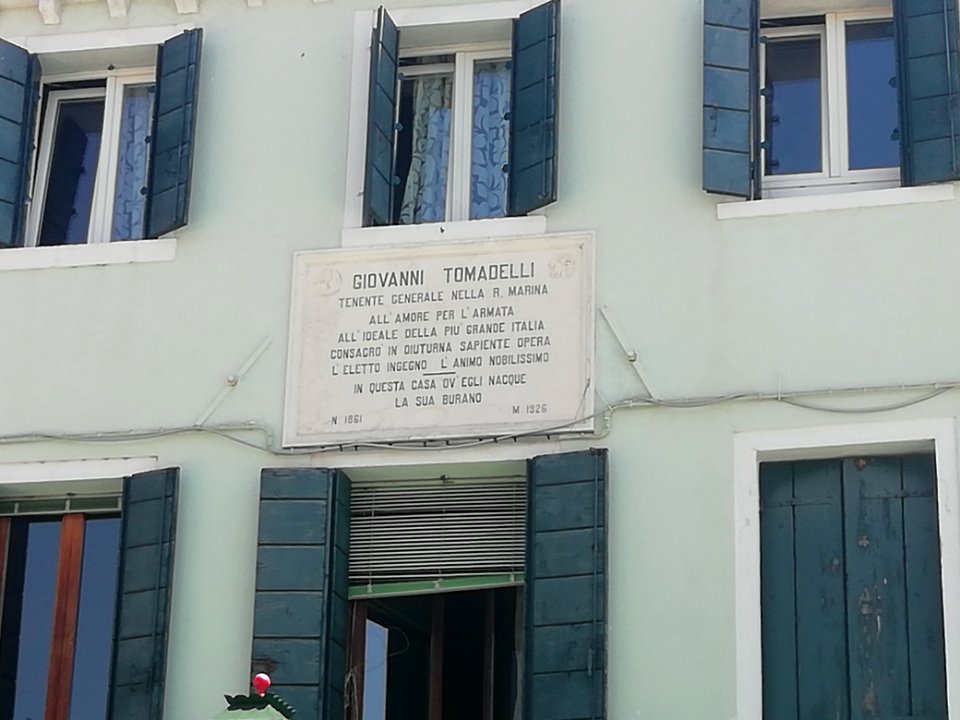 GIOVANNI TOMADELLI
TENENTE GENERALE NELLA R. MARINA
ALL'AMORE PER L'ARMATA
ALL'IDEALE DELLA PIU' GRANDE ITALIA
CONSACRÒ IN DIUTURNA SAPIENTE OPERA
L'ELETTO INGEGNO L'ANIMO NOBILISSIMO
IN QUESTA CASA OV'EGLI NACQUE
LA SUA BURANO
N 1861 M 1926